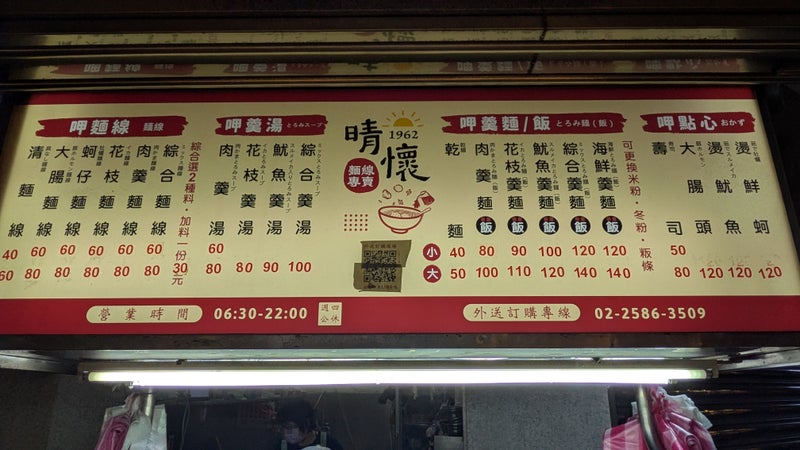 呷麵線 麵線
綜合選2種料，加料一份30元
綜合麵線 60 80
肉羹麵線 60 80
花枝麵線 60 80
蚵仔麵線 60 80
大腸麵線 60 80
清麵線 40 60
呷羹湯 とろみスープ
綜合羹湯 100
魷魚羹湯 90
花枝羹湯 80
肉羹湯 60 80
晴懷
1962
麵線專賣
呷羹麵/飯 とろみ麺(飯)
可更換米粉・冬粉・粄條
海鮮羹麵 飯 120 140
綜合羹麵 飯 120 140
魷魚羹麵 飯 100 120
花枝羹麵 飯 90 110
肉羹麵 飯 80 100
乾麵 40 50
小
大
呷點心 おかず
燙鮮蚵 120
燙魷魚 120
大腸頭 120
壽司 50 80
營業時間 06:30-22:00 週四公休
外送訂購專線 02-2586-3509